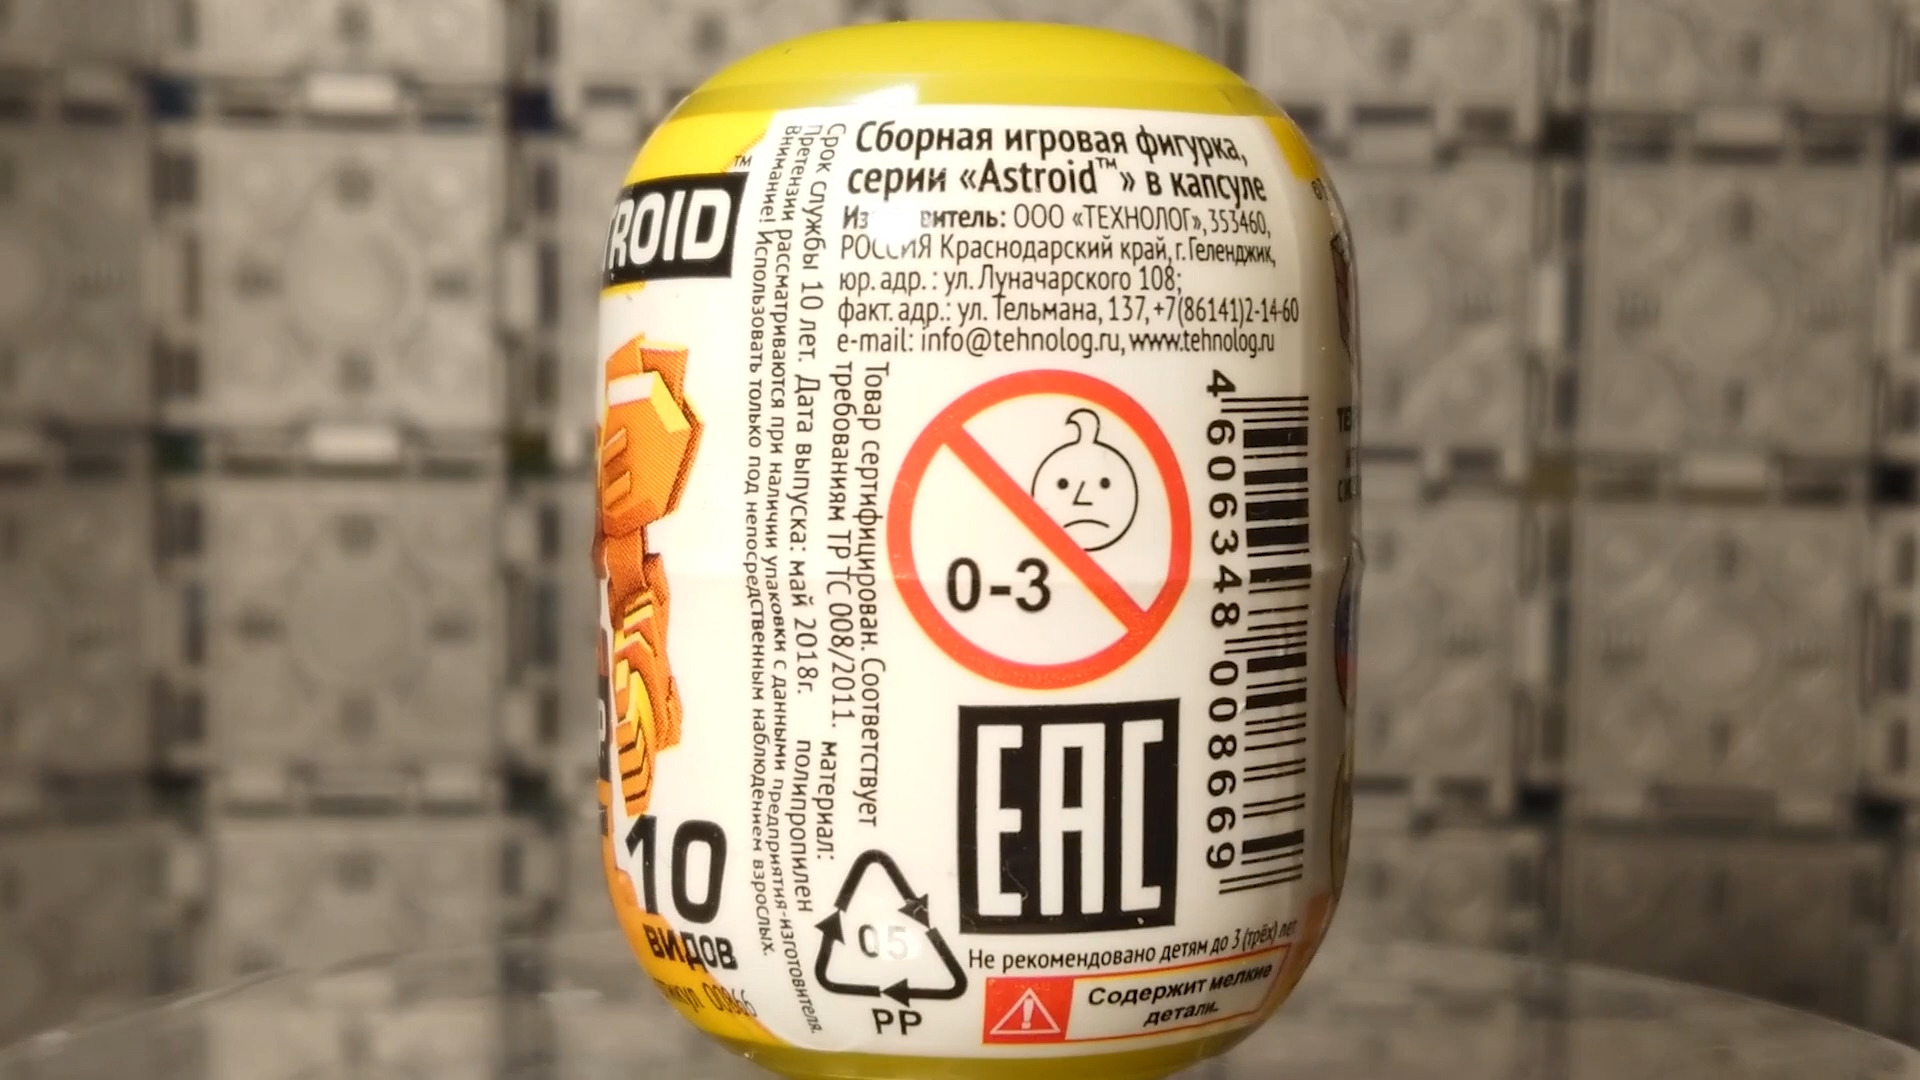 Сборная игровая фигурка,
серии «Astroid™» в капсуле
ООО «ТЕХНОЛОГ», 353460,
РОССИЯ Краснодарский край, г. Геленджик,
юр. адр. : ул. Луначарского 108;
факт. адр.: ул. Тельмана, 137, +7(86141)2-14-60
e-mail: info@tehnolog.ru, www.tehnolog.ru
Товар сертифицирован. Соответствует
требованиям ТР ТС 008/2011.
материал:
полипропилен
Срок службы 10 лет. Дата выпуска: май 2018г.
Претензии рассматриваются при наличии упаковки с данными предприятия-изготовителя.
Внимание! Использовать только под непосредственным наблюдением взрослых.
0-3
4 606348 008669
EAC
05
PP
Не рекомендовано детям до 3 (трёх) лет
Содержит мелкие
детали.
TROID
™
10
видов
00866